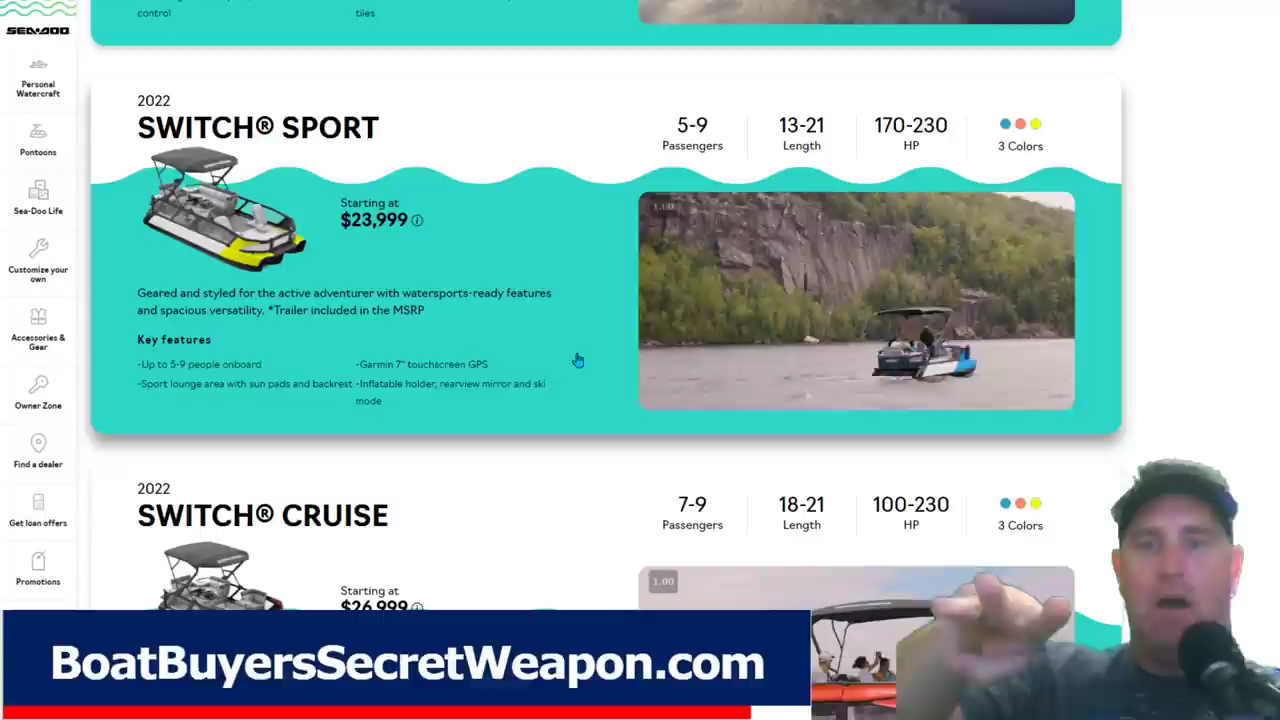 control
tiles
SEA-DOO
Personal
Watercraft
Pontoons
Sea-Doo Life
Customize your
own
Accessories &
Gear
Owner Zone
Find a dealer
Get loan offers
Promotions
2022
SWITCH® SPORT
5-9
Passengers
13-21
Length
170-230
HP
3 Colors
Starting at
$23,999
1.00
Geared and styled for the active adventurer with watersports-ready features
and spacious versatility. *Trailer included in the MSRP
Key features
-Up to 5-9 people onboard
-Garmin 7" touchscreen GPS
-Sport lounge area with sun pads and backrest
-Inflatable holder, rearview mirror and ski
mode
2022
SWITCH® CRUISE
7-9
Passengers
18-21
Length
100-230
HP
3 Colors
Starting at
$26,999
1.00
BoatBuyersSecretWeapon.com